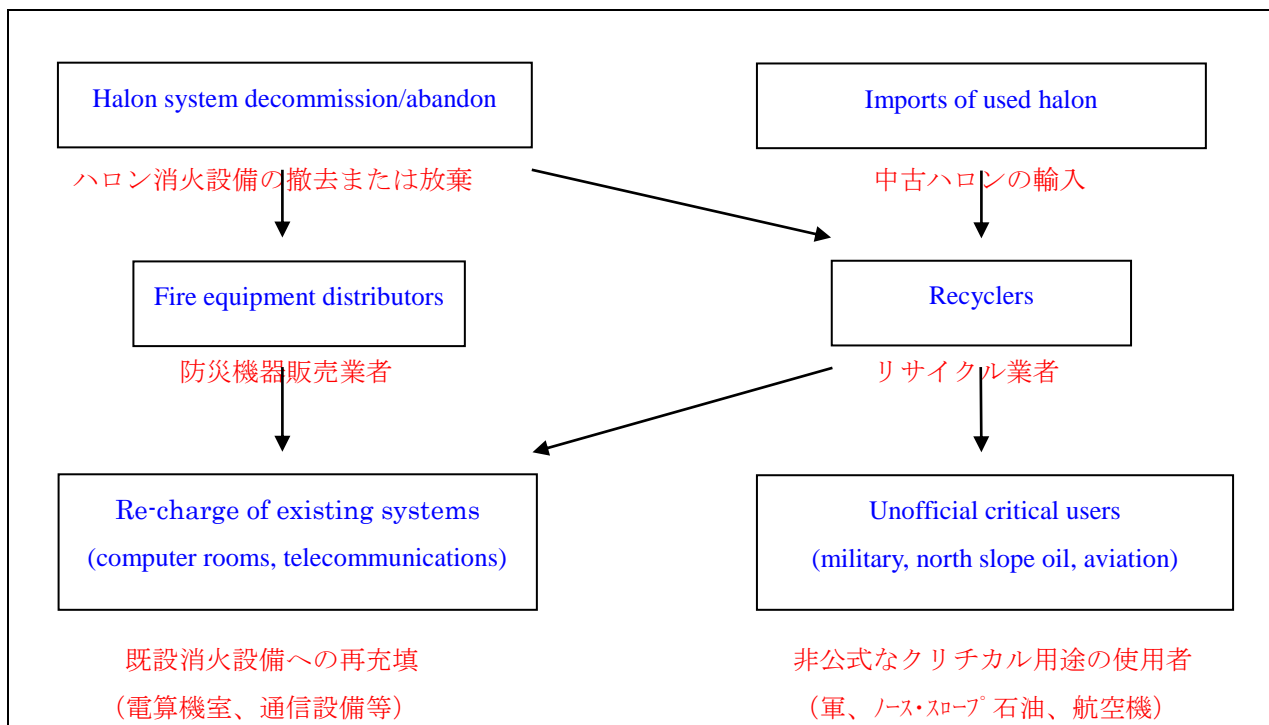 Halon system decommission/abandon
Imports of used halon
ハロン消火設備の撤去または放棄
中古ハロンの輸入
Fire equipment distributors
Recyclers
防災機器販売業者
リサイクル業者
Re-charge of existing systems
(computer rooms, telecommunications)
Unofficial critical users
(military, north slope oil, aviation)
既設消火設備への再充填
（電算機室、通信設備等）
非公式なクリチカル用途の使用者
（軍、ﾉｰｽ･ｽﾛｰﾌﾟ石油、航空機）